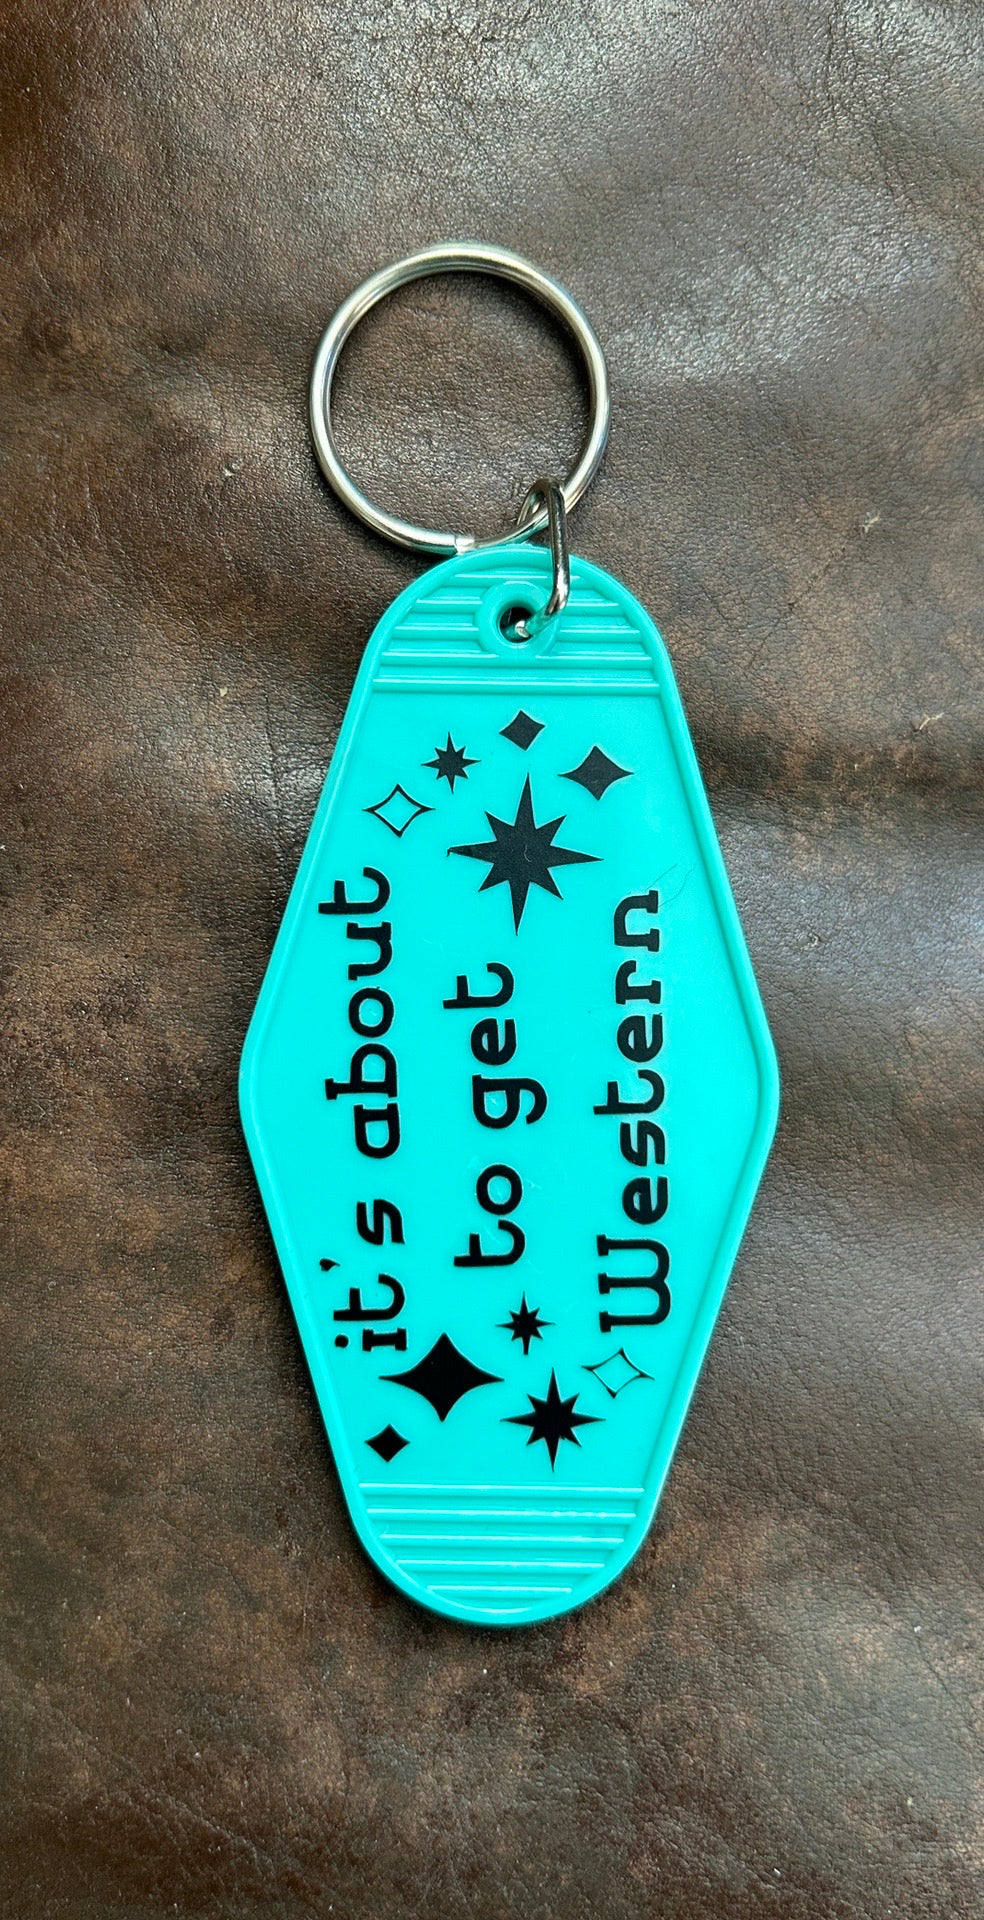 it's about
to get
Western